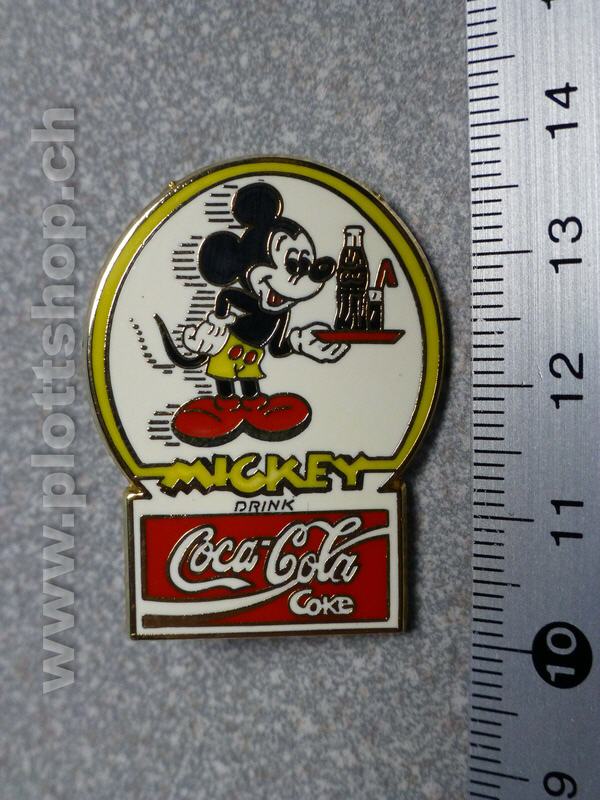 MICKEY
DRINK
Coca-Cola
Coke
www.plottshop.ch
14
13
12
11
10
9